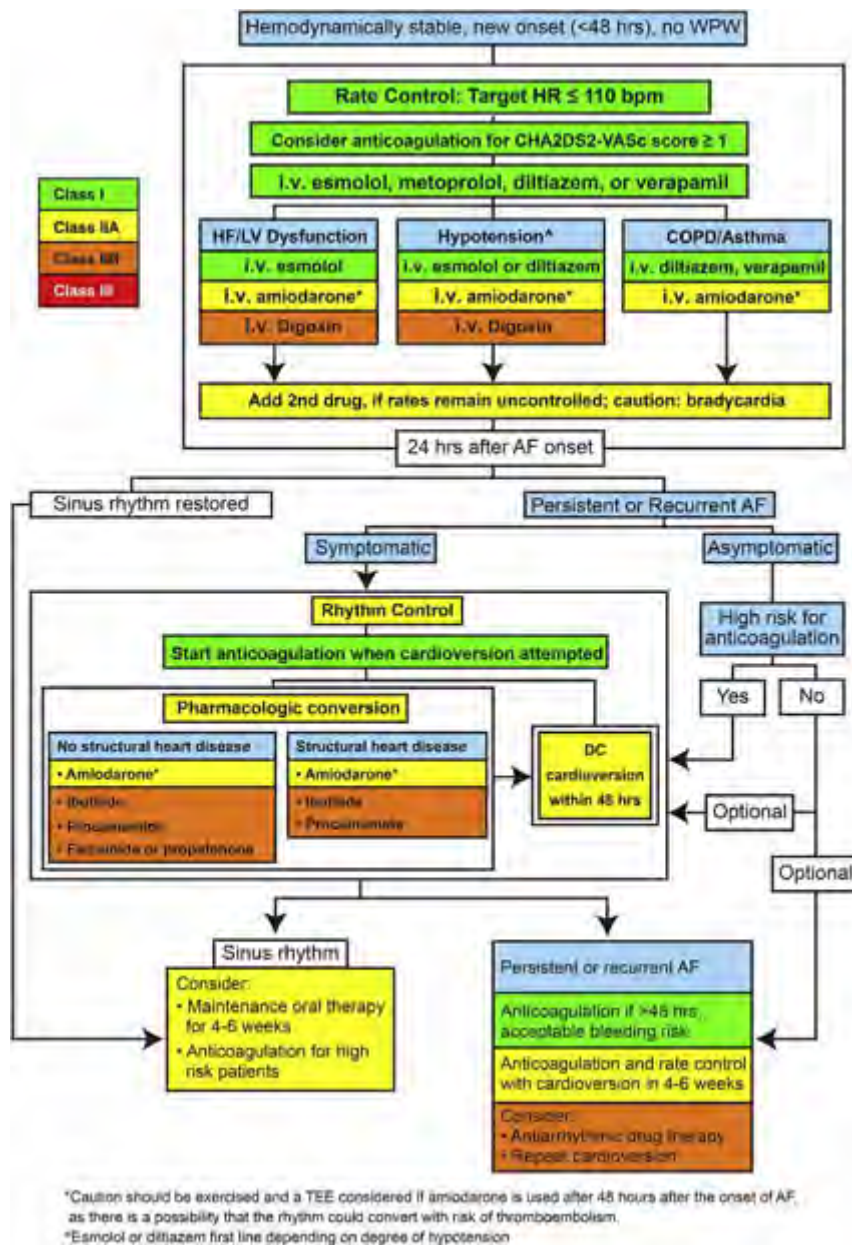 Hemodynamically stable, new onset (<48 hrs), no WPW
Rate Control: Target HR ≤ 110 bpm
Consider anticoagulation for CHA2DS2-VASc score ≥ 1
i.v. esmolol, metoprolol, diltiazem, or verapamil
Class I
Class IIA
Class IIB
Class III
HF/LV Dysfunction
i.v. esmolol
i.v. amiodarone*
i.v. Digoxin
Hypotension^
i.v. esmolol or diltiazem
i.v. amiodarone*
i.v. Digoxin
COPD/Asthma
i.v. diltiazem, verapamil
i.v. amiodarone*
Add 2nd drug, if rates remain uncontrolled; caution: bradycardia
24 hrs after AF onset
Sinus rhythm restored
Persistent or Recurrent AF
Symptomatic
Asymptomatic
Rhythm Control
Start anticoagulation when cardioversion attempted
High risk for
anticoagulation
Yes
No
Pharmacologic conversion
No structural heart disease
• Amiodarone*
• Ibutilide
• Procainamide
• Flecainide or propafenone
Structural heart disease
• Amiodarone*
• Ibutilide
• Procainamide
DC
cardioversion
within 48 hrs
Optional
Optional
Sinus rhythm
Consider:
• Maintenance oral therapy
for 4-6 weeks
• Anticoagulation for high
risk patients
Persistent or recurrent AF
Anticoagulation if >48 hrs,
acceptable bleeding risk
Anticoagulation and rate control
with cardioversion in 4-6 weeks
Consider:
• Antiarrhythmic drug therapy
• Repeat cardioversion
*Caution should be exercised and a TEE considered if amiodarone is used after 48 hours after the onset of AF,
as there is a possibility that the rhythm could convert with risk of thromboembolism.
^Esmolol or diltiazem first line depending on degree of hypotension